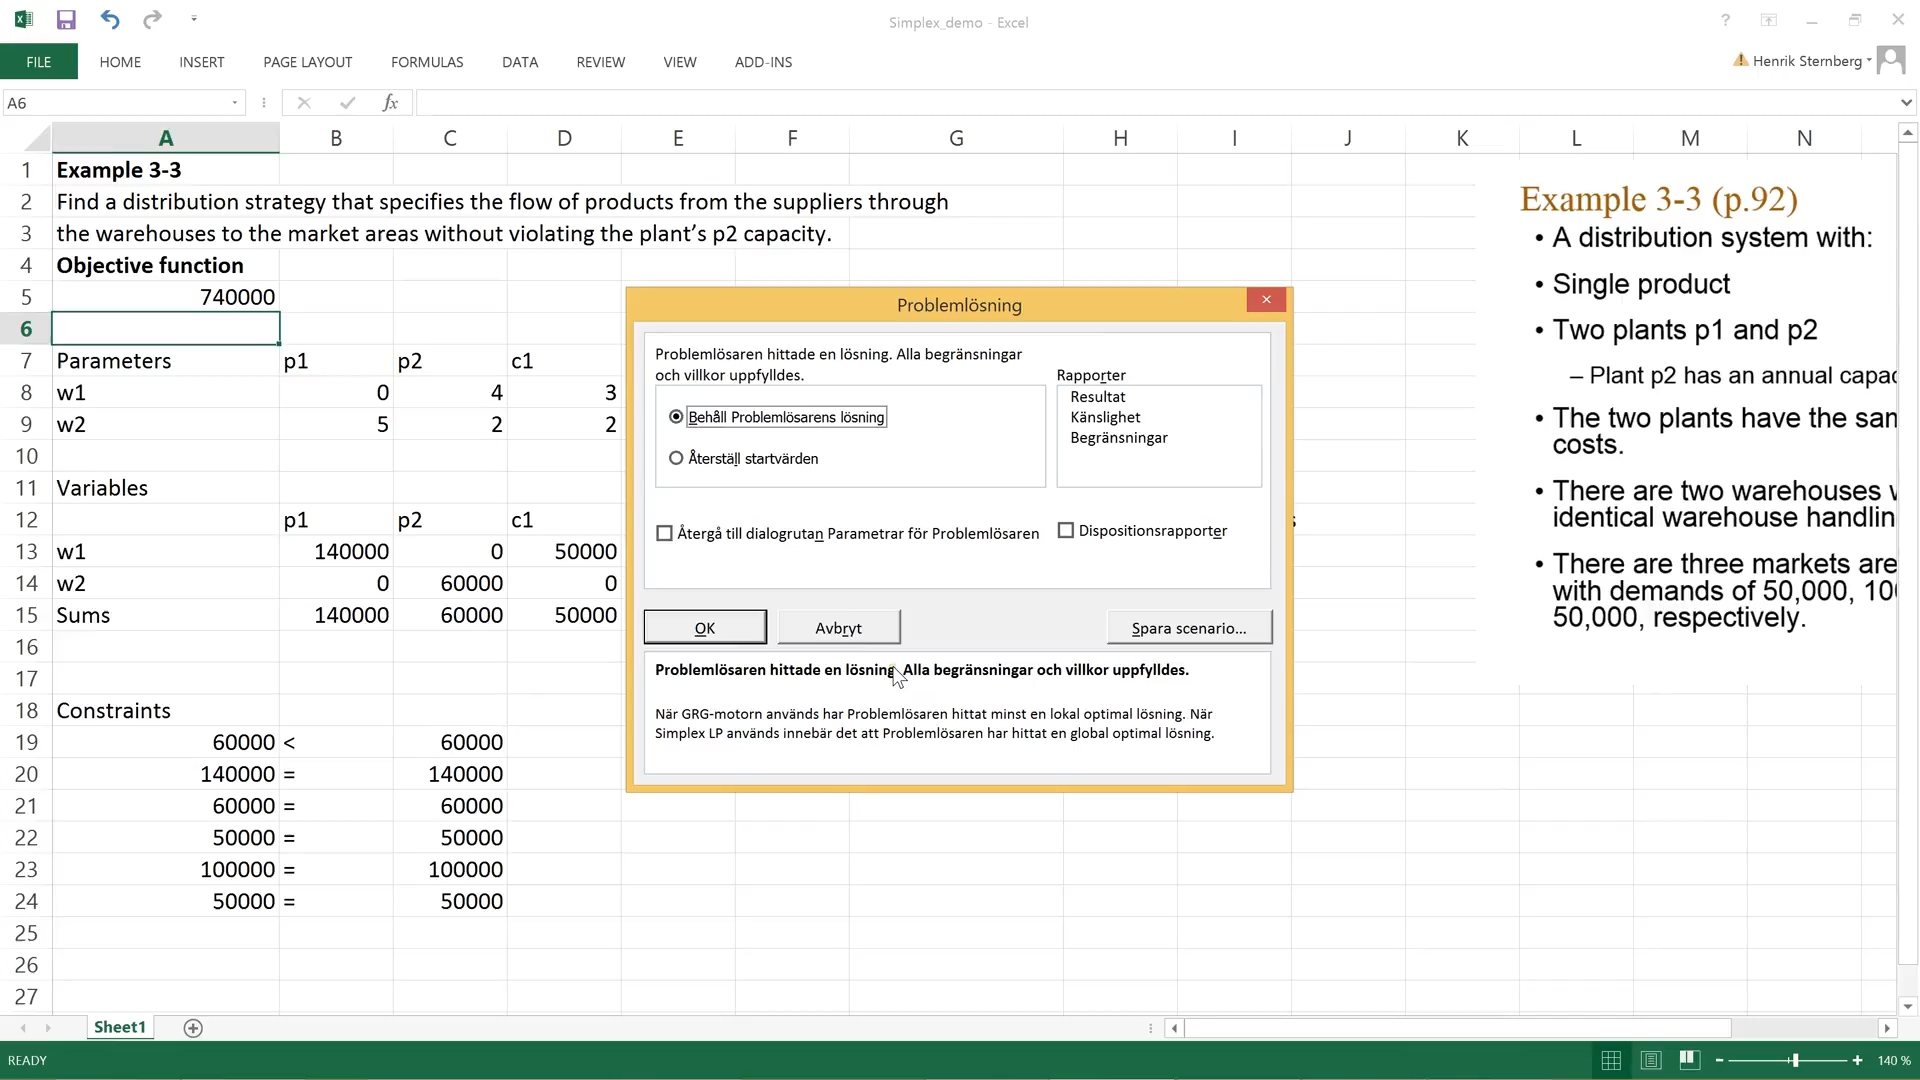 Simplex_demo - Excel
FILE HOME INSERT PAGE LAYOUT FORMULAS DATA REVIEW VIEW ADD-INS
Henrik Sternberg
A6
fx
A B C D E F G H I J K L M N
1 Example 3-3
2 Find a distribution strategy that specifies the flow of products from the suppliers through
3 the warehouses to the market areas without violating the plant’s p2 capacity.
4 Objective function
5 740000
6
7 Parameters p1 p2 c1
8 w1 0 4 3
9 w2 5 2 2
10
11 Variables
12 p1 p2 c1
13 w1 140000 0 50000
14 w2 0 60000 0
15 Sums 140000 60000 50000
16
17
18 Constraints
19 60000 < 60000
20 140000 = 140000
21 60000 = 60000
22 50000 = 50000
23 100000 = 100000
24 50000 = 50000
25
26
27
Problemlösning
Problemlösaren hittade en lösning. Alla begränsningar
och villkor uppfylldes.
Rapporter
Behåll Problemlösarens lösning
Återställ startvärden
Resultat
Känslighet
Begränsningar
Återgå till dialogrutan Parametrar för Problemlösaren
Dispositionsrapporter
OK Avbryt Spara scenario...
Problemlösaren hittade en lösning. Alla begränsningar och villkor uppfylldes.
När GRG-motorn används har Problemlösaren hittat minst en lokal optimal lösning. När
Simplex LP används innebär det att Problemlösaren har hittat en global optimal lösning.
Example 3-3 (p.92)
• A distribution system with:
• Single product
• Two plants p1 and p2
– Plant p2 has an annual capac
• The two plants have the san
costs.
• There are two warehouses w
identical warehouse handlin
• There are three markets are
with demands of 50,000, 10
50,000, respectively.
Sheet1
READY
140 %